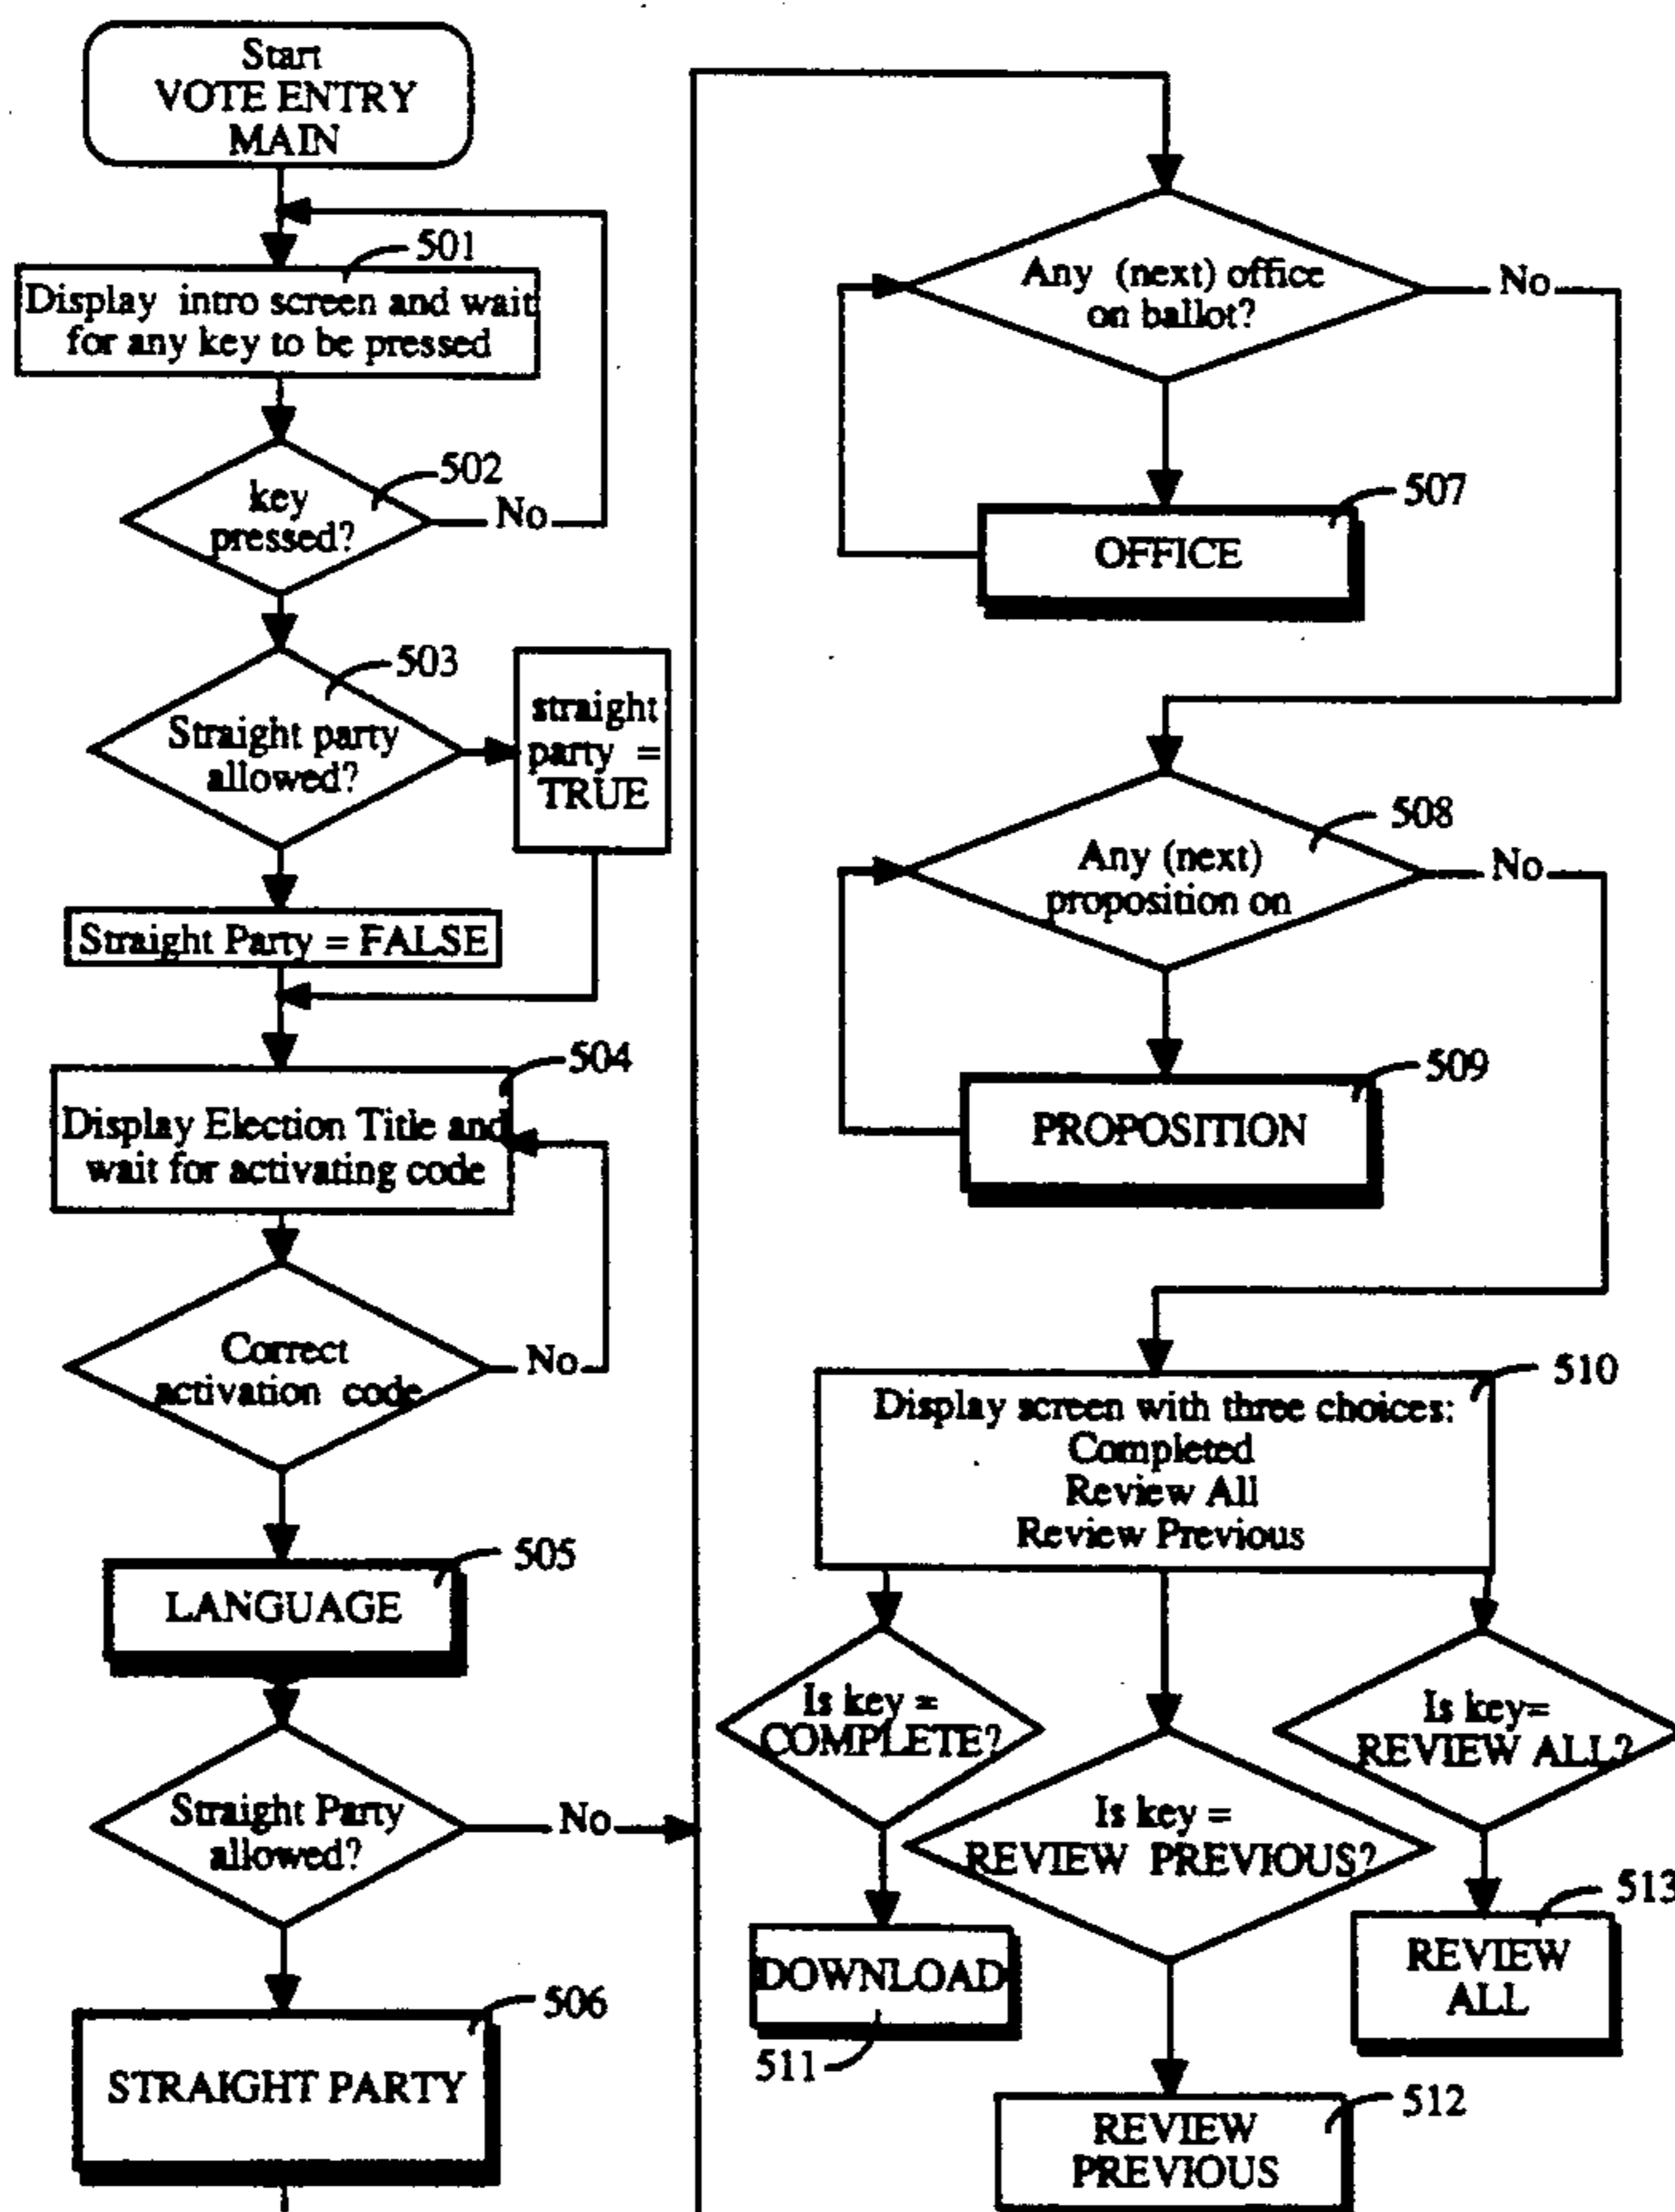 Start
VOTE ENTRY
MAIN
501
Display intro screen and wait
for any key to be pressed
502
key
pressed?
No
503
Straight party
allowed?
straight
party =
TRUE
Straight Party = FALSE
504
Display Election Title and
wait for activating code
Correct
activation code
No
505
LANGUAGE
Straight Party
allowed?
No
506
STRAIGHT PARTY
Any (next) office
on ballot?
No
507
OFFICE
508
Any (next)
proposition on
No
509
PROPOSITION
510
Display screen with three choices:
Completed
Review All
Review Previous
Is key =
COMPLETE?
Is key =
REVIEW PREVIOUS?
Is key=
REVIEW ALL?
DOWNLOAD
511
513
REVIEW
ALL
512
REVIEW
PREVIOUS